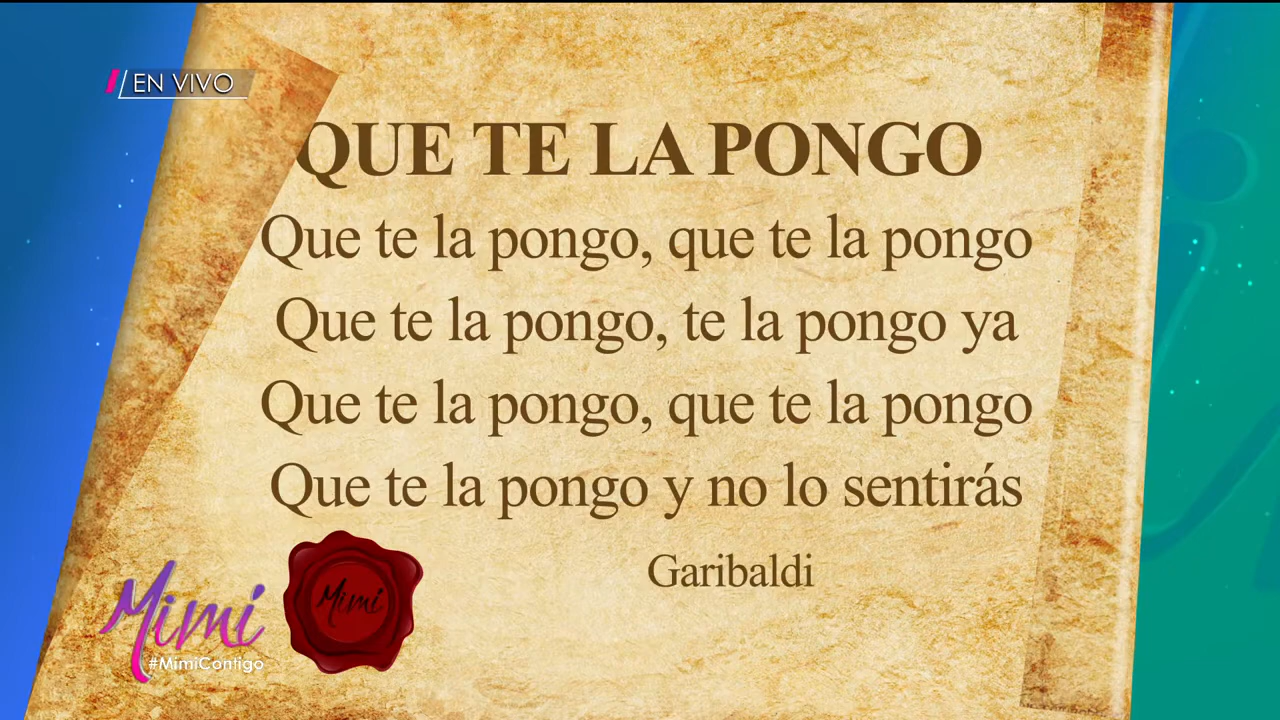 EN VIVO
QUE TE LA PONGO
Que te la pongo, que te la pongo
Que te la pongo, te la pongo ya
Que te la pongo, que te la pongo
Que te la pongo y no lo sentirás
Garibaldi
Mimi
Mimi
#MimiContigo